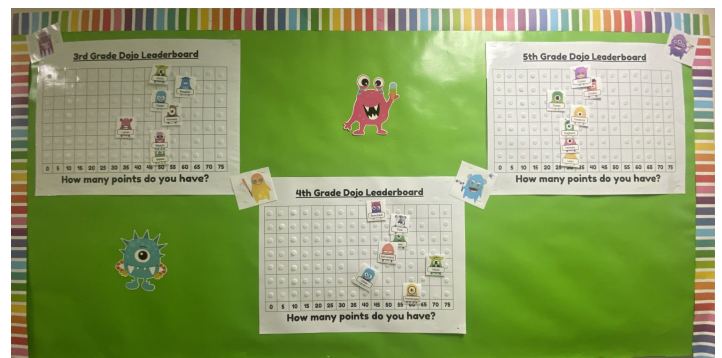 3rd Grade Dojo Leaderboard
0 5 10 15 20 25 30 35 40 45 50 55 60 65 70 75
How many points do you have?
5th Grade Dojo Leaderboard
0 5 10 15 20 25 30 35 40 45 50 55 60 65 70 75
How many points do you have?
4th Grade Dojo Leaderboard
0 5 10 15 20 25 30 35 40 45 50 55 60 65 70 75
How many points do you have?